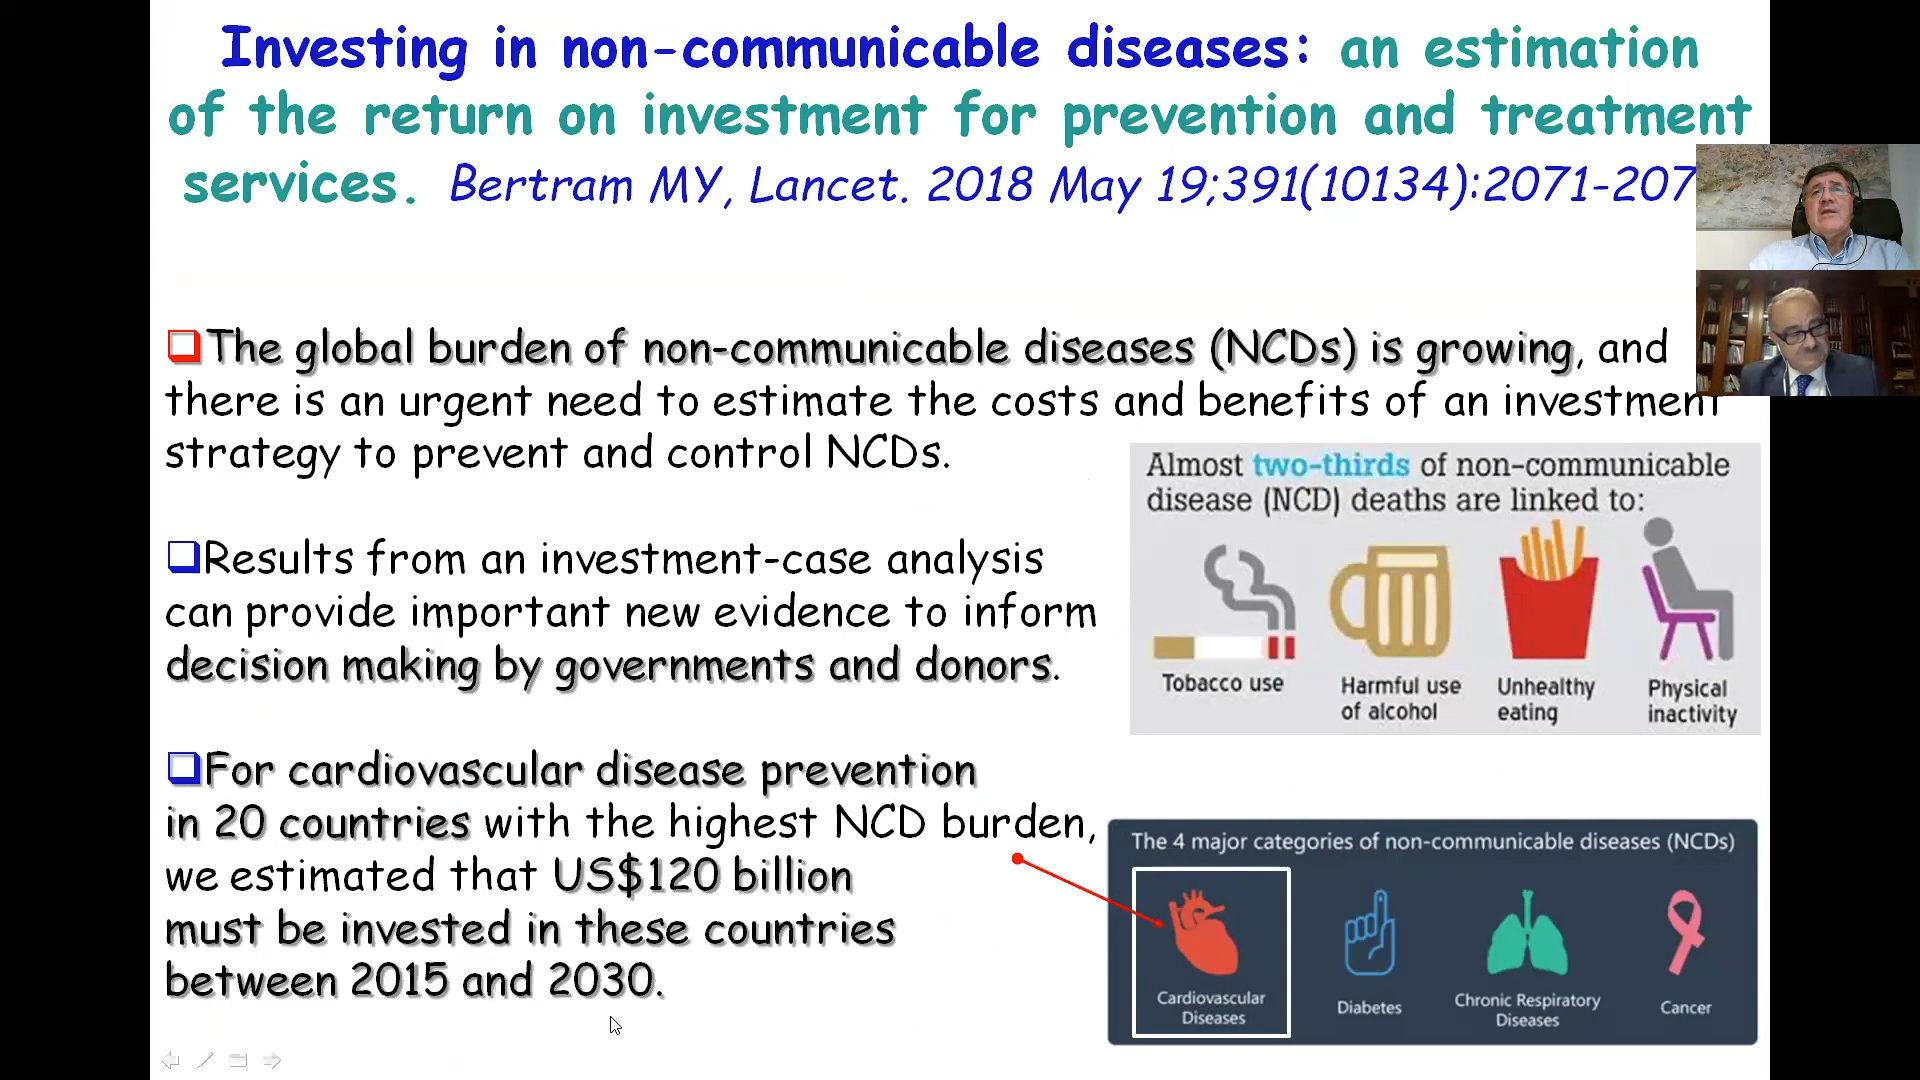 Investing in non-communicable diseases: an estimation
of the return on investment for prevention and treatment
services. Bertram MY, Lancet. 2018 May 19;391(10134):2071-207
The global burden of non-communicable diseases (NCDs) is growing, and
there is an urgent need to estimate the costs and benefits of an investment
strategy to prevent and control NCDs.
Results from an investment-case analysis
can provide important new evidence to inform
decision making by governments and donors.
For cardiovascular disease prevention
in 20 countries with the highest NCD burden,
we estimated that US$120 billion
must be invested in these countries
between 2015 and 2030.
Almost two-thirds of non-communicable
disease (NCD) deaths are linked to:
Tobacco use
Harmful use
of alcohol
Unhealthy
eating
Physical
inactivity
The 4 major categories of non-communicable diseases (NCDs)
Cardiovascular
Diseases
Diabetes
Chronic Respiratory
Diseases
Cancer